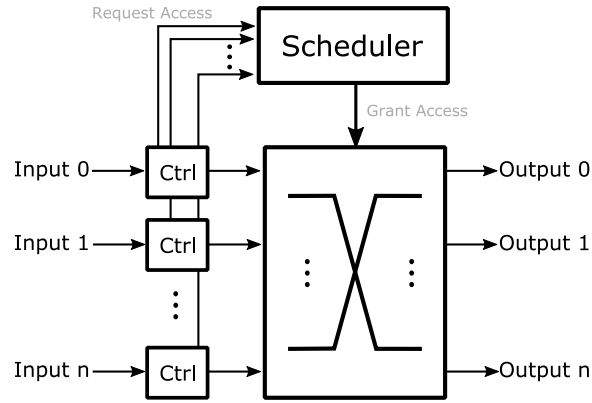 Request Access
Scheduler
Grant Access
Input 0
Ctrl
Output 0
Input 1
Ctrl
Output 1
Input n
Ctrl
Output n